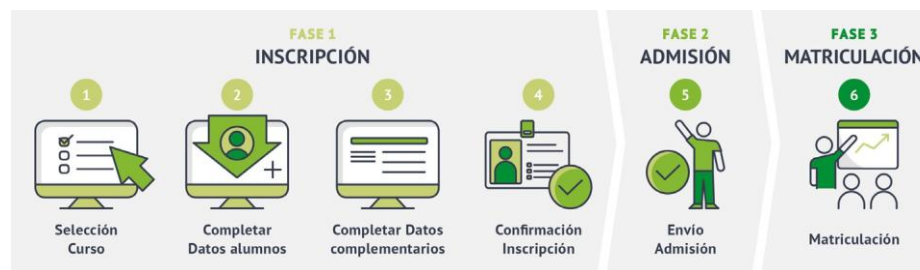 FASE 1
INSCRIPCIÓN
1
2
3
4
Selección
Curso
Completar
Datos alumnos
Completar Datos
complementarios
Confirmación
Inscripción
FASE 2
ADMISIÓN
5
Envío
Admisión
FASE 3
MATRICULACIÓN
6
Matriculación